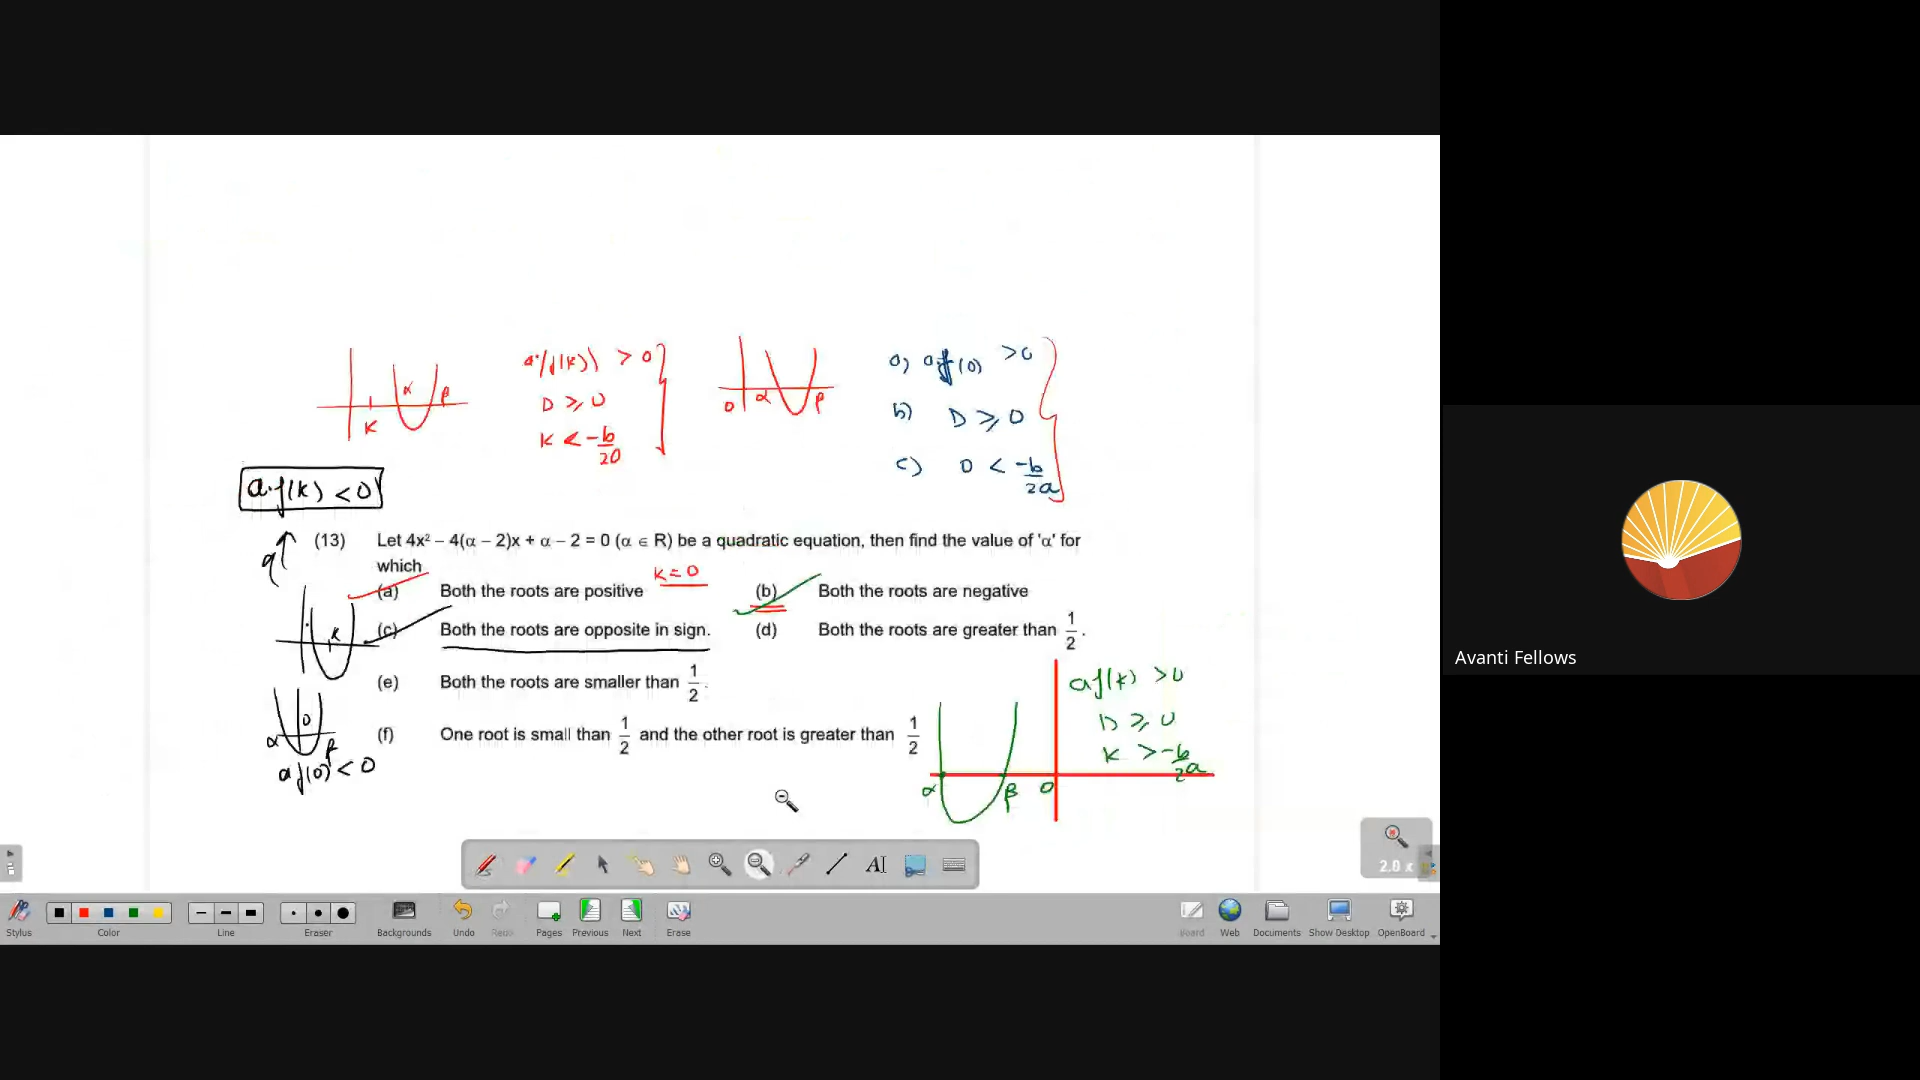 a.(f(k)) > 0
D ≥ 0
K < -b/20
α
β
K
0
α
β
a) a.f(0) > 0
b) D ≥ 0
c) 0 < -b/2a
a.f(k) < 0
(13) Let 4x² – 4(α – 2)x + α – 2 = 0 (α ∈ R) be a quadratic equation, then find the value of 'α' for
which
K = 0
(a) Both the roots are positive
(b) Both the roots are negative
(c) Both the roots are opposite in sign.
(d) Both the roots are greater than 1/2.
(e) Both the roots are smaller than 1/2.
(f) One root is small than 1/2 and the other root is greater than 1/2
K
0
α
β
a f(0) < 0
a f(k) > 0
D ≥ 0
K > -b/2a
α
β
0
Avanti Fellows
2.0 x
Stylus
Color
Line
Eraser
Backgrounds
Undo
Redo
Pages
Previous
Next
Erase
Board
Web
Documents
Show Desktop
OpenBoard